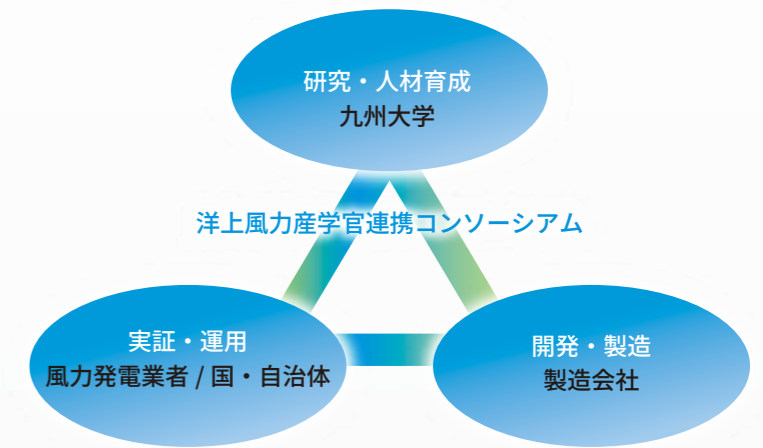 研究・人材育成
九州大学
洋上風力産学官連携コンソーシアム
実証・運用
風力発電業者 / 国・自治体
開発・製造
製造会社